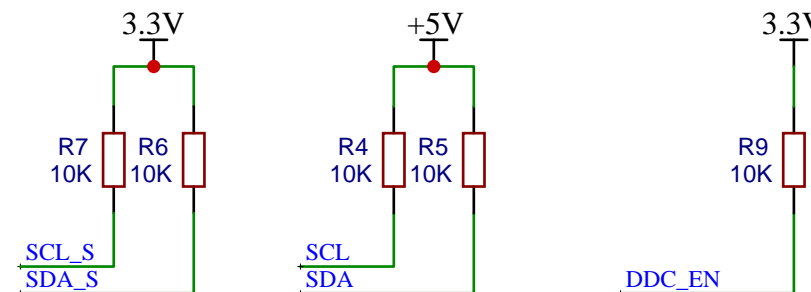 3.3V
+5V
3.3V
R7
10K
R6
10K
R4
10K
R5
10K
R9
10K
SCL_S
SDA_S
SCL
SDA
DDC_EN